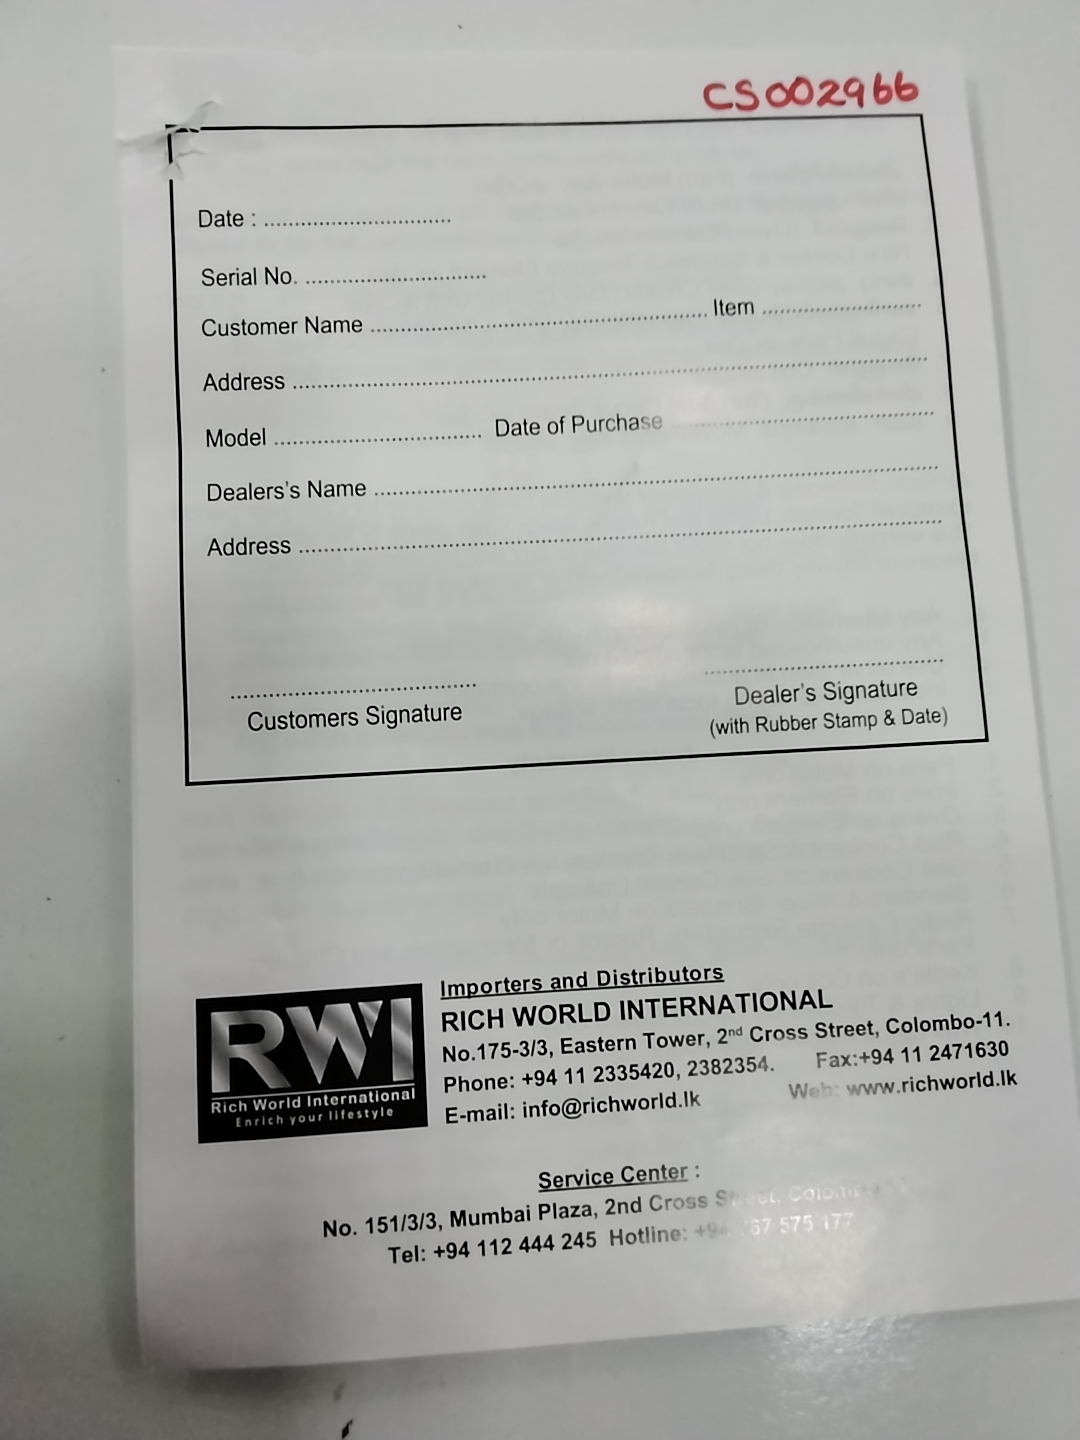 CS002966
Date : ..............................
Serial No. ..............................
Customer Name ........................................................ Item ..........................
Address ..........................................................................................................
Model .................................. Date of Purchase ............................................
Dealers's Name ..............................................................................................
Address ..........................................................................................................
........................................ ........................................
Customers Signature Dealer's Signature
(with Rubber Stamp & Date)
RWI
Rich World International
Enrich your lifestyle
Importers and Distributors
RICH WORLD INTERNATIONAL
No.175-3/3, Eastern Tower, 2nd Cross Street, Colombo-11.
Phone: +94 11 2335420, 2382354. Fax:+94 11 2471630
E-mail: info@richworld.lk Web: www.richworld.lk
Service Center :
No. 151/3/3, Mumbai Plaza, 2nd Cross Street, Colombo
Tel: +94 112 444 245 Hotline: